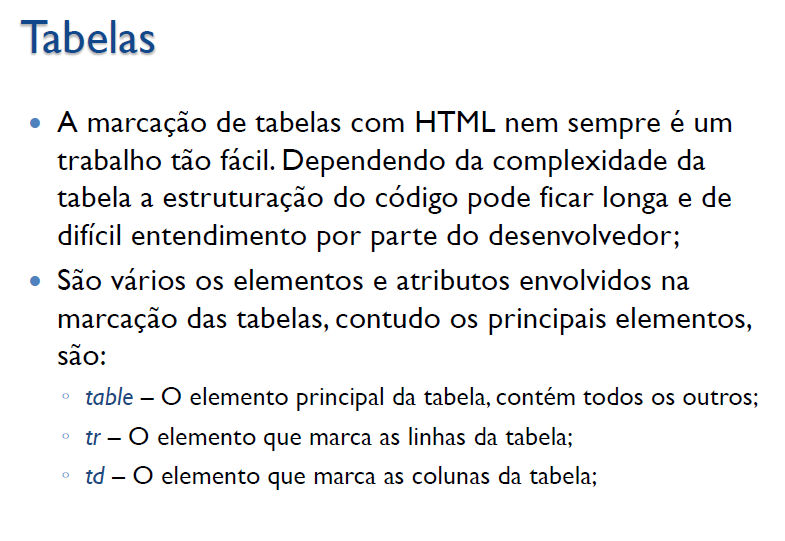 Tabelas
A marcação de tabelas com HTML nem sempre é um
trabalho tão fácil. Dependendo da complexidade da
tabela a estruturação do código pode ficar longa e de
difícil entendimento por parte do desenvolvedor;
São vários os elementos e atributos envolvidos na
marcação das tabelas, contudo os principais elementos,
são:
table – O elemento principal da tabela, contém todos os outros;
tr – O elemento que marca as linhas da tabela;
td – O elemento que marca as colunas da tabela;